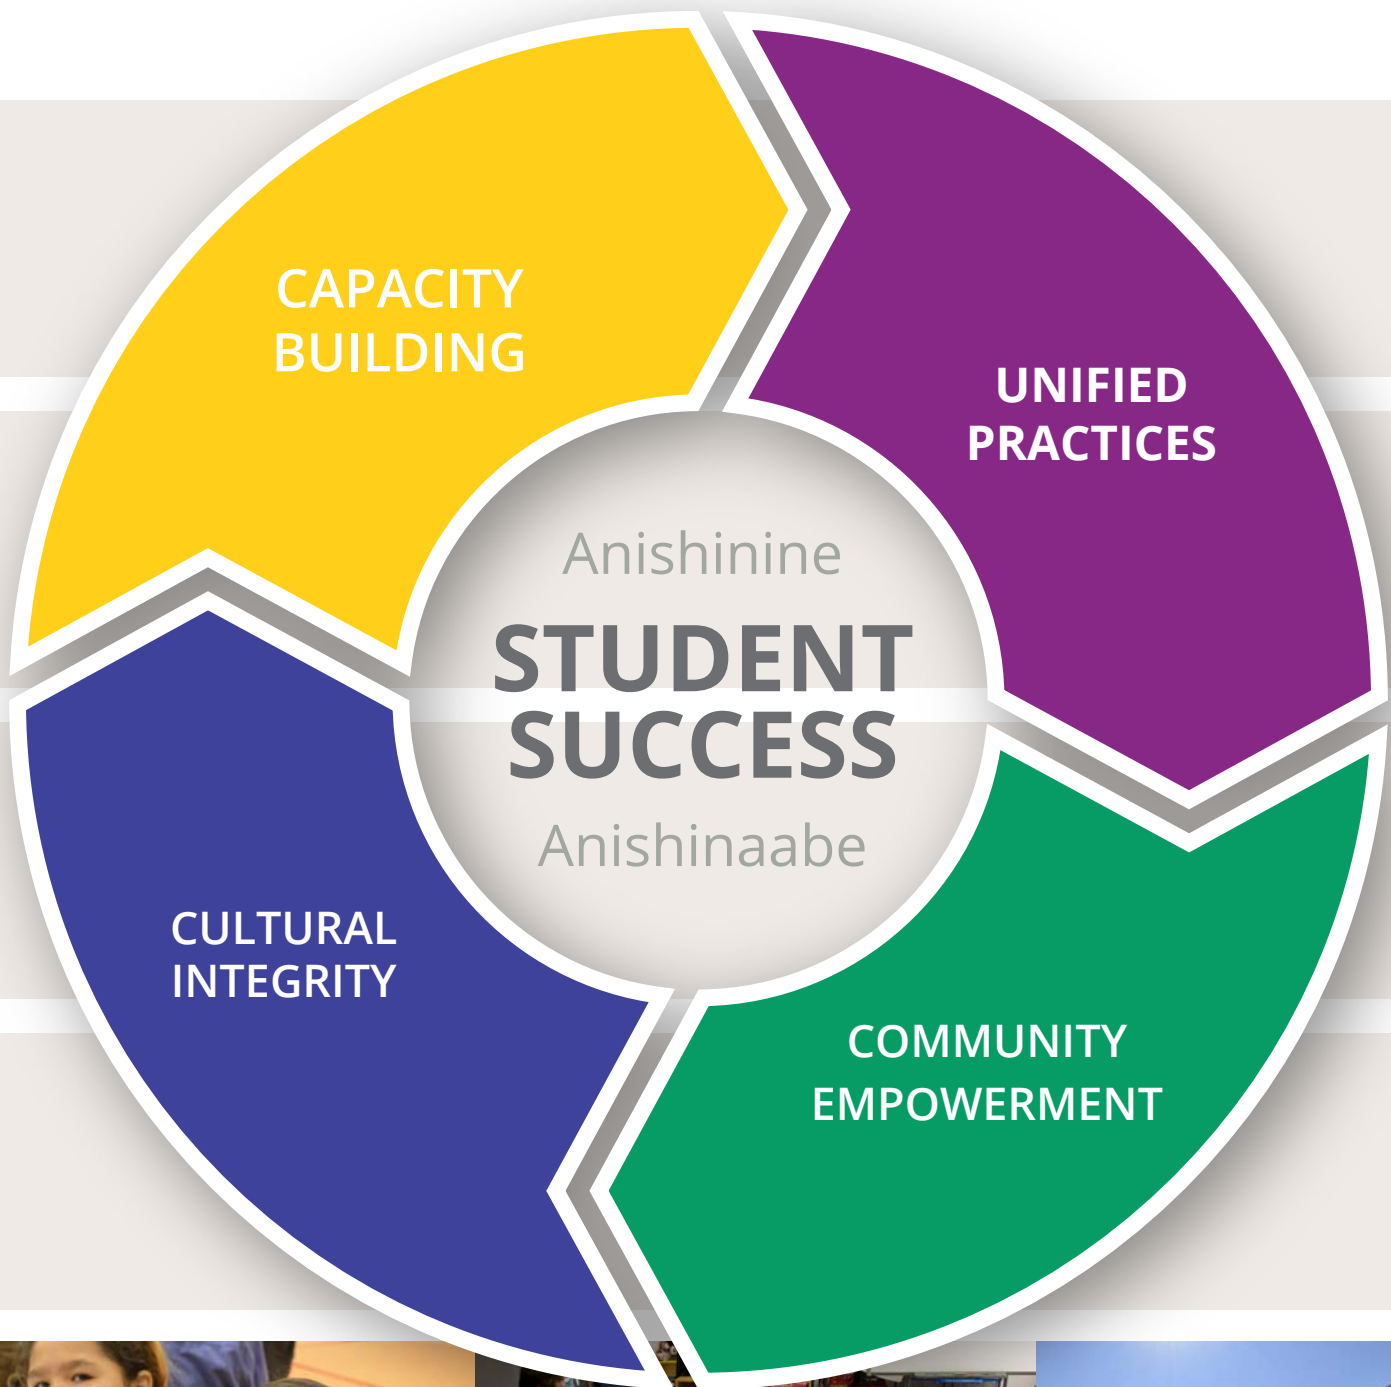 CAPACITY
BUILDING
UNIFIED
PRACTICES
Anishinine
STUDENT
SUCCESS
Anishinaabe
CULTURAL
INTEGRITY
COMMUNITY
EMPOWERMENT